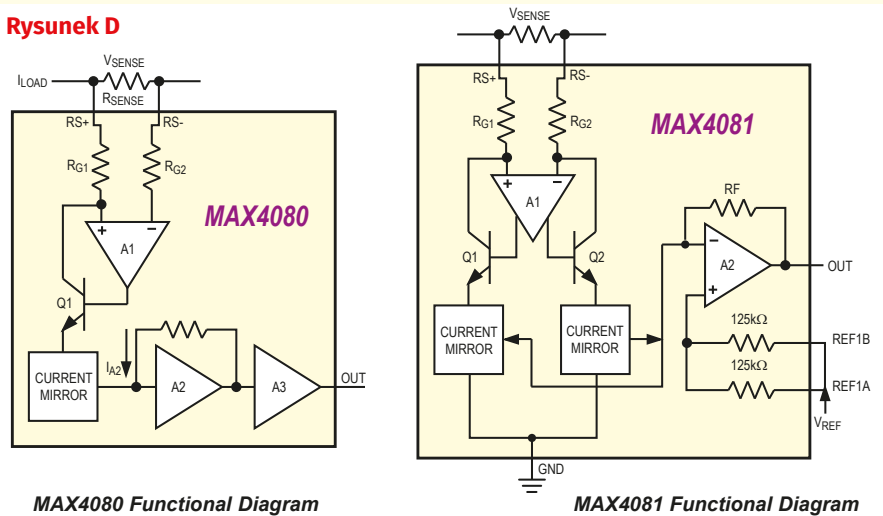 Rysunek D
VSENSE
ILOAD
RSENSE
RS+
RS-
RG1
RG2
MAX4080
+
−
A1
Q1
CURRENT
MIRROR
IA2
A2
A3
OUT
MAX4080 Functional Diagram
VSENSE
RS+
RS-
RG1
RG2
MAX4081
+
−
A1
Q1
Q2
CURRENT
MIRROR
CURRENT
MIRROR
RF
−
A2
+
OUT
125kΩ
REF1B
125kΩ
REF1A
VREF
GND
MAX4081 Functional Diagram